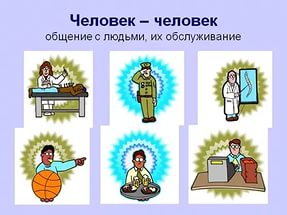 Человек – человек
общение с людьми, их обслуживание